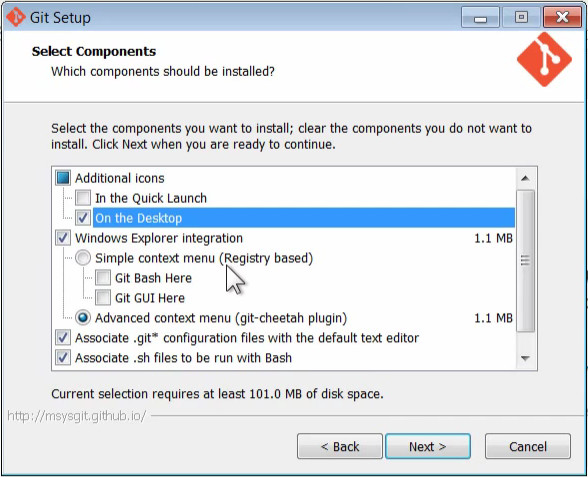 Git Setup
Select Components
Which components should be installed?
Select the components you want to install; clear the components you do not want to
install. Click Next when you are ready to continue.
Additional icons
In the Quick Launch
On the Desktop
Windows Explorer integration 1.1 MB
Simple context menu (Registry based)
Git Bash Here
Git GUI Here
Advanced context menu (git-cheetah plugin) 1.1 MB
Associate .git* configuration files with the default text editor
Associate .sh files to be run with Bash
Current selection requires at least 101.0 MB of disk space.
http://msysgit.github.io/
< Back Next > Cancel